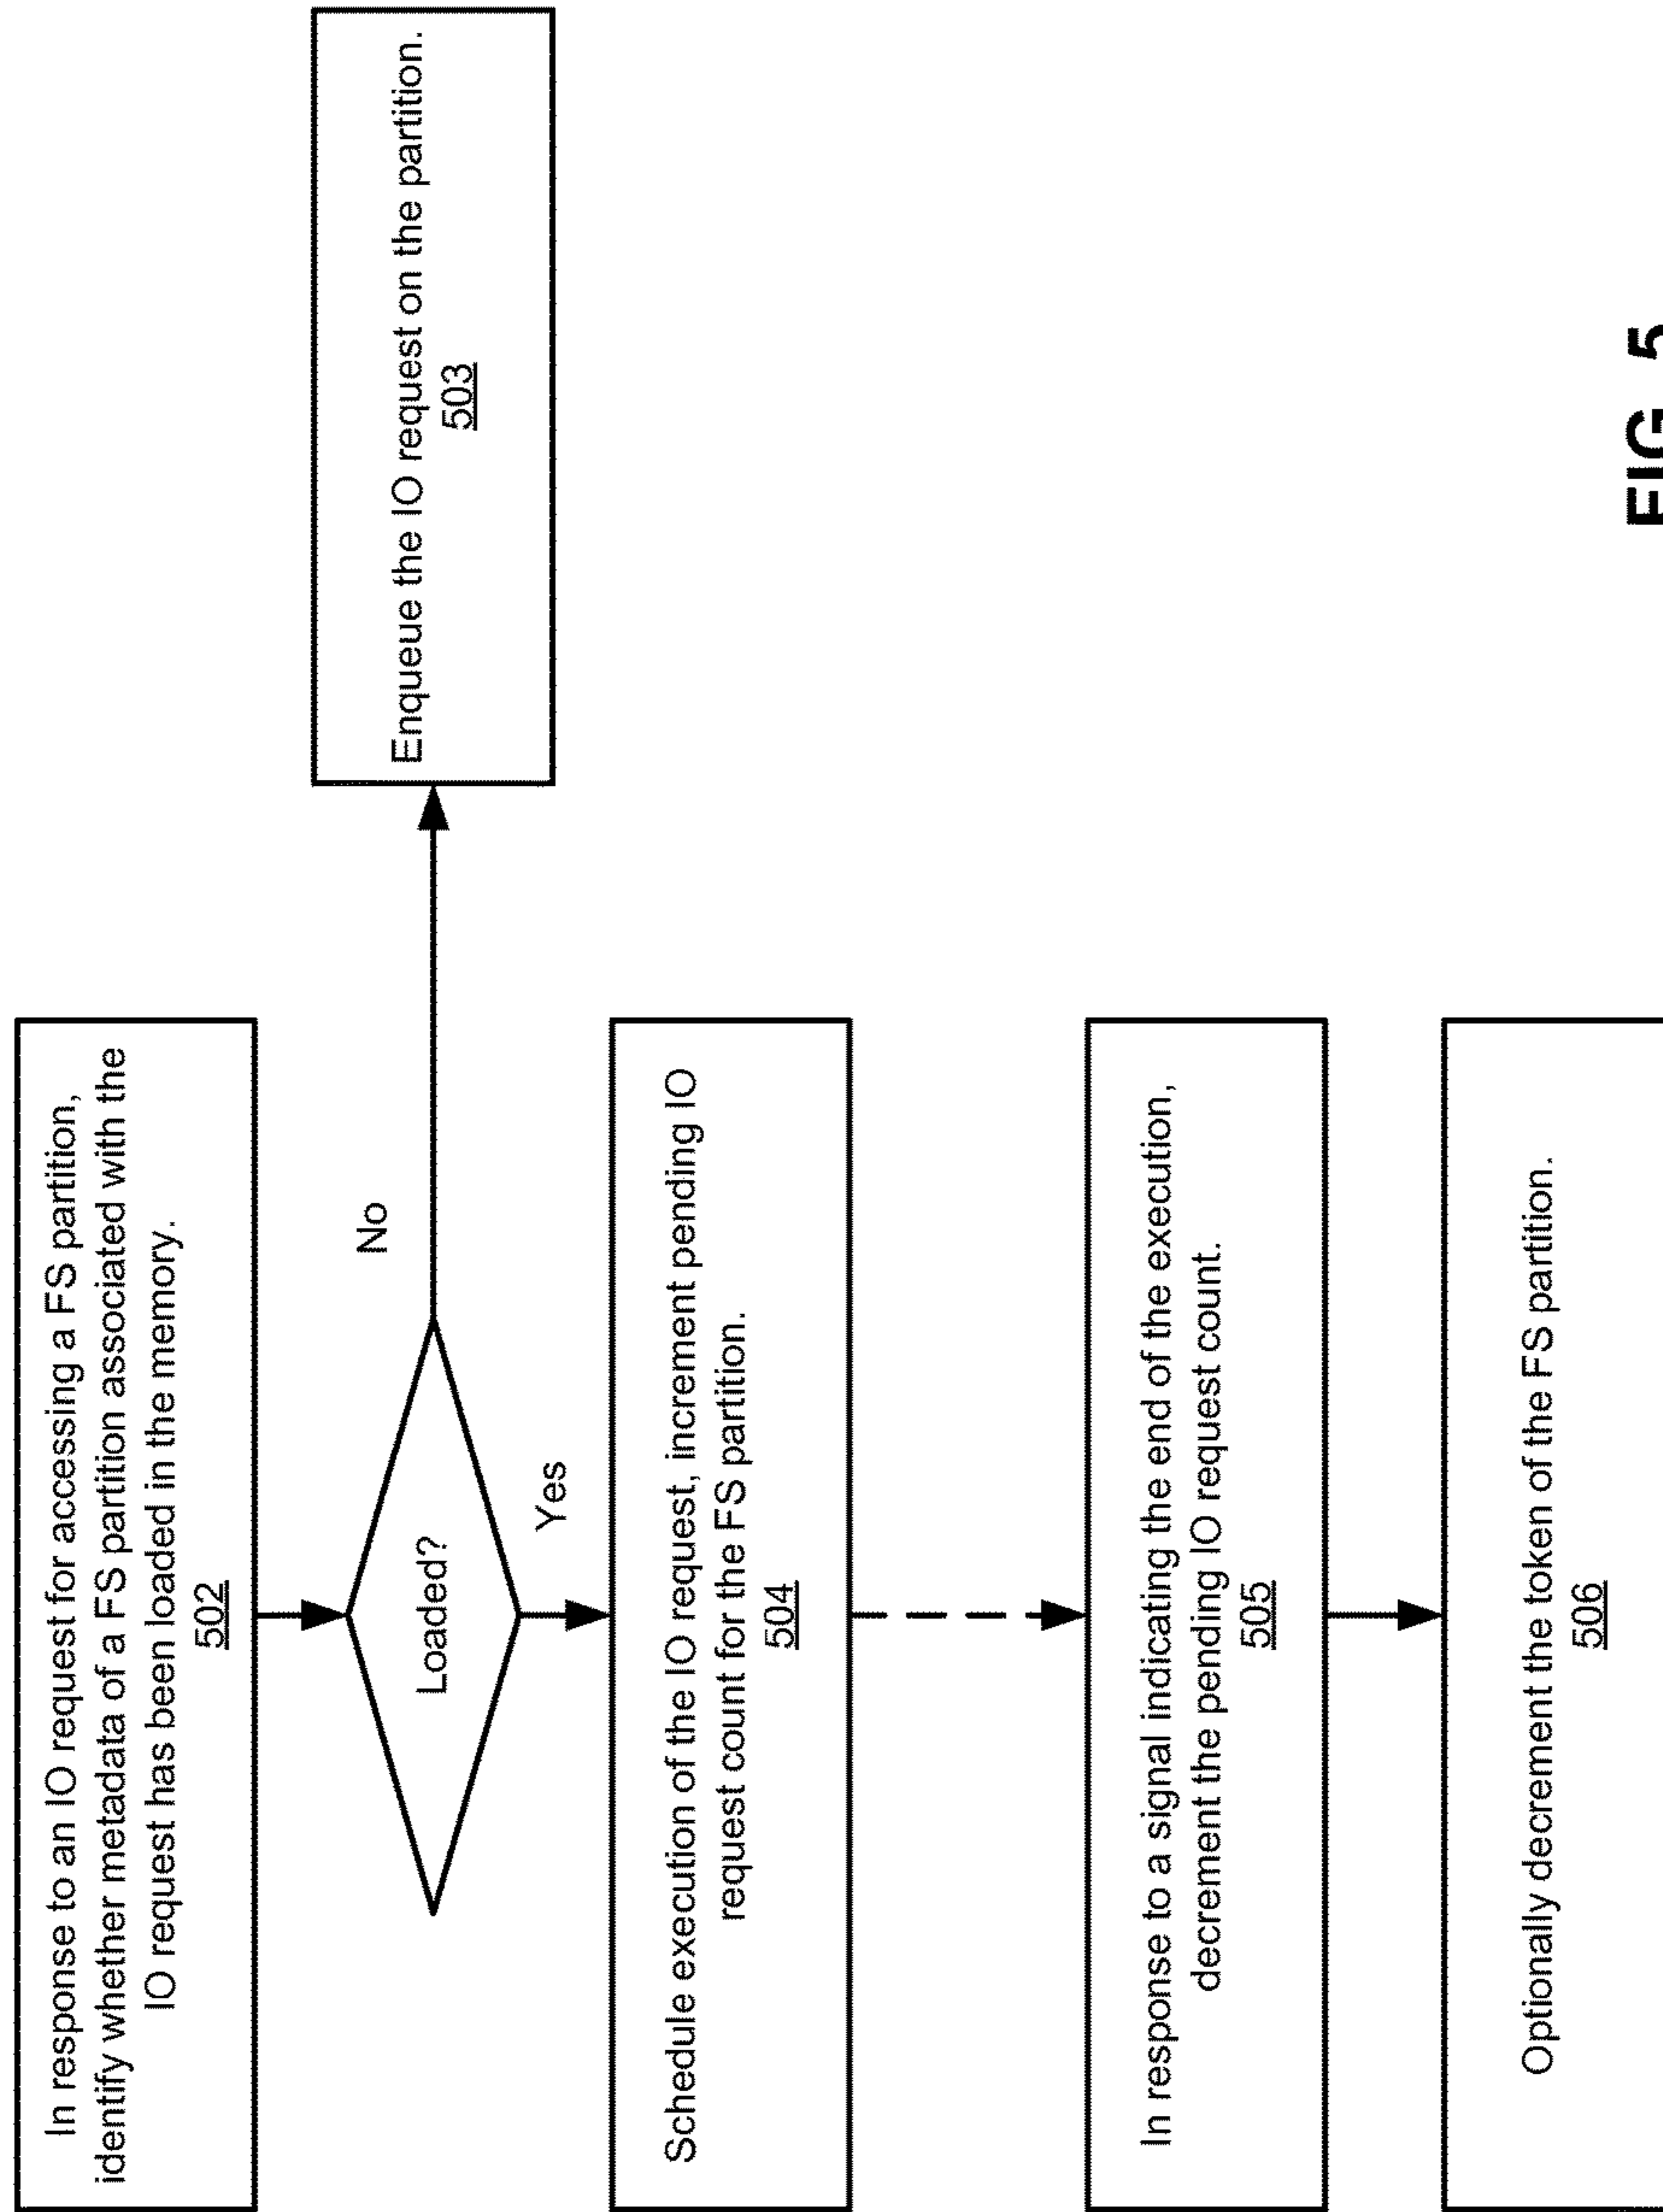 In response to an IO request for accessing a FS partition,
identify whether metadata of a FS partition associated with the
IO request has been loaded in the memory.
502
Loaded?
No
Enqueue the IO request on the partition.
503
Yes
Schedule execution of the IO request, increment pending IO
request count for the FS partition.
504
In response to a signal indicating the end of the execution,
decrement the pending IO request count.
505
Optionally decrement the token of the FS partition.
506
FIG. 5